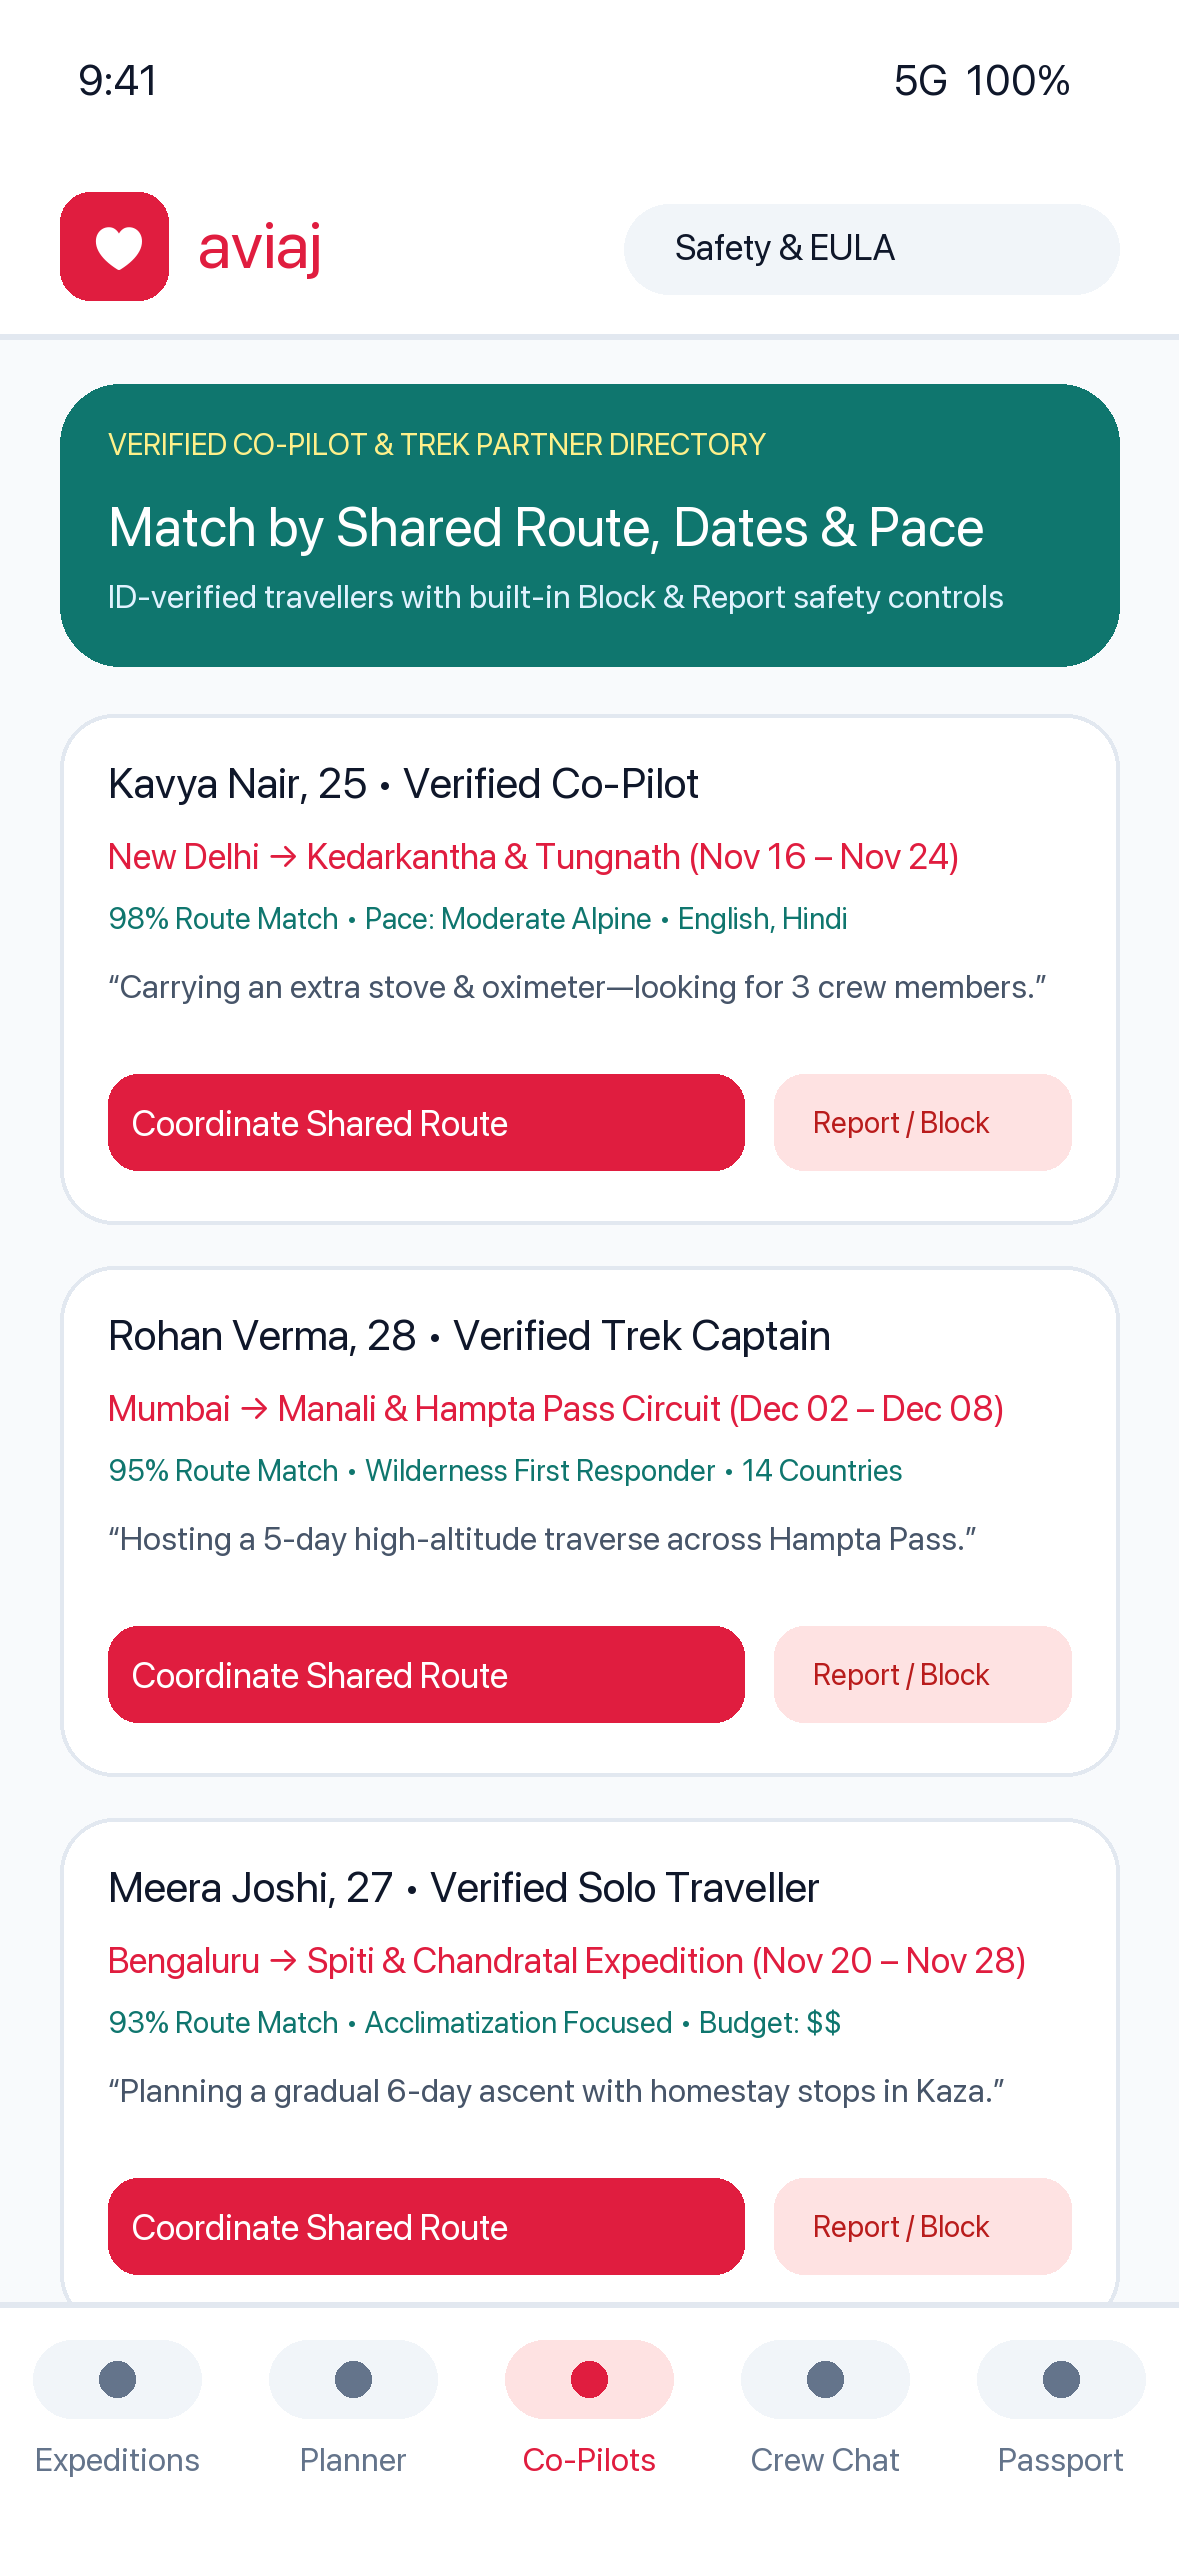 9:41
5G 100%
aviaj
Safety & EULA
VERIFIED CO-PILOT & TREK PARTNER DIRECTORY
Match by Shared Route, Dates & Pace
ID-verified travellers with built-in Block & Report safety controls
Kavya Nair, 25 • Verified Co-Pilot
New Delhi → Kedarkantha & Tungnath (Nov 16 – Nov 24)
98% Route Match • Pace: Moderate Alpine • English, Hindi
“Carrying an extra stove & oximeter—looking for 3 crew members.”
Coordinate Shared Route
Report / Block
Rohan Verma, 28 • Verified Trek Captain
Mumbai → Manali & Hampta Pass Circuit (Dec 02 – Dec 08)
95% Route Match • Wilderness First Responder • 14 Countries
“Hosting a 5-day high-altitude traverse across Hampta Pass.”
Coordinate Shared Route
Report / Block
Meera Joshi, 27 • Verified Solo Traveller
Bengaluru → Spiti & Chandratal Expedition (Nov 20 – Nov 28)
93% Route Match • Acclimatization Focused • Budget: $$
“Planning a gradual 6-day ascent with homestay stops in Kaza.”
Coordinate Shared Route
Report / Block
Expeditions
Planner
Co-Pilots
Crew Chat
Passport